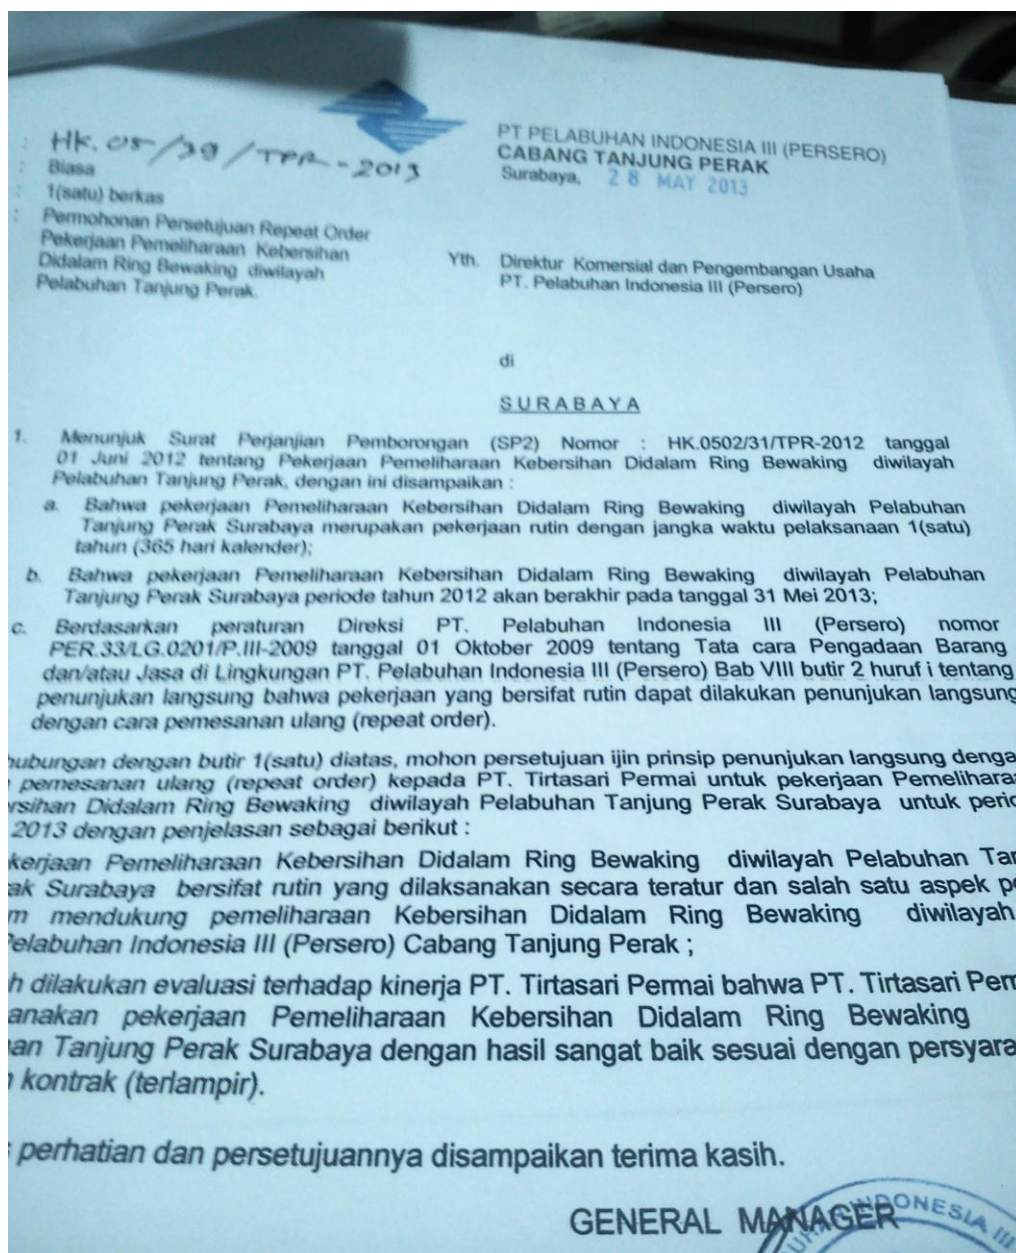 : HK.05/39/TPR-2013
: Biasa
: 1(satu) berkas
: Permohonan Persetujuan Repeat Order
Pekerjaan Pemeliharaan Kebersihan
Didalam Ring Bewaking diwilayah
Pelabuhan Tanjung Perak.
PT PELABUHAN INDONESIA III (PERSERO)
CABANG TANJUNG PERAK
Surabaya, 28 MAY 2013
Yth. Direktur Komersial dan Pengembangan Usaha
PT. Pelabuhan Indonesia III (Persero)
di
SURABAYA
1. Menunjuk Surat Perjanjian Pemborongan (SP2) Nomor : HK.0502/31/TPR-2012 tanggal
01 Juni 2012 tentang Pekerjaan Pemeliharaan Kebersihan Didalam Ring Bewaking diwilayah
Pelabuhan Tanjung Perak, dengan ini disampaikan :
a. Bahwa pekerjaan Pemeliharaan Kebersihan Didalam Ring Bewaking diwilayah Pelabuhan
Tanjung Perak Surabaya merupakan pekerjaan rutin dengan jangka waktu pelaksanaan 1(satu)
tahun (365 hari kalender);
b. Bahwa pekerjaan Pemeliharaan Kebersihan Didalam Ring Bewaking diwilayah Pelabuhan
Tanjung Perak Surabaya periode tahun 2012 akan berakhir pada tanggal 31 Mei 2013;
c. Berdasarkan peraturan Direksi PT. Pelabuhan Indonesia III (Persero) nomor
PER.33/LG.0201/P.III-2009 tanggal 01 Oktober 2009 tentang Tata cara Pengadaan Barang
dan/atau Jasa di Lingkungan PT. Pelabuhan Indonesia III (Persero) Bab VIII butir 2 huruf i tentang
penunjukan langsung bahwa pekerjaan yang bersifat rutin dapat dilakukan penunjukan langsung
dengan cara pemesanan ulang (repeat order).
hubungan dengan butir 1(satu) diatas, mohon persetujuan ijin prinsip penunjukan langsung denga
pemesanan ulang (repeat order) kepada PT. Tirtasari Permai untuk pekerjaan Pemelihara
rsihan Didalam Ring Bewaking diwilayah Pelabuhan Tanjung Perak Surabaya untuk perio
2013 dengan penjelasan sebagai berikut :
kerjaan Pemeliharaan Kebersihan Didalam Ring Bewaking diwilayah Pelabuhan Tan
ak Surabaya bersifat rutin yang dilaksanakan secara teratur dan salah satu aspek pe
m mendukung pemeliharaan Kebersihan Didalam Ring Bewaking diwilayah
Pelabuhan Indonesia III (Persero) Cabang Tanjung Perak ;
h dilakukan evaluasi terhadap kinerja PT. Tirtasari Permai bahwa PT. Tirtasari Perm
anakan pekerjaan Pemeliharaan Kebersihan Didalam Ring Bewaking
an Tanjung Perak Surabaya dengan hasil sangat baik sesuai dengan persyara
kontrak (terlampir).
perhatian dan persetujuannya disampaikan terima kasih.
GENERAL MANAGER
INDONESIA III